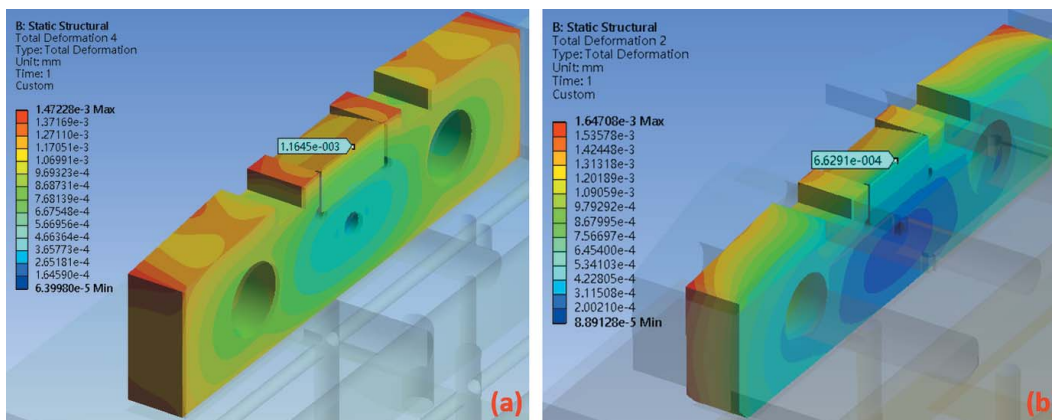 B: Static Structural
Total Deformation 4
Type: Total Deformation
Unit: mm
Time: 1
Custom
1.47228e-3 Max
1.37169e-3
1.27110e-3
1.17051e-3
1.06991e-3
9.69323e-4
8.68731e-4
7.68139e-4
6.67548e-4
5.66956e-4
4.66364e-4
3.65773e-4
2.65181e-4
1.64590e-4
6.39980e-5 Min
1.1645e-003
(a)
B: Static Structural
Total Deformation 2
Type: Total Deformation
Unit: mm
Time: 1
Custom
1.64708e-3 Max
1.53578e-3
1.42448e-3
1.31318e-3
1.20189e-3
1.09059e-3
9.79292e-4
8.67995e-4
7.56697e-4
6.45400e-4
5.34103e-4
4.22805e-4
3.11508e-4
2.00210e-4
8.89128e-5 Min
6.6291e-004
(b)